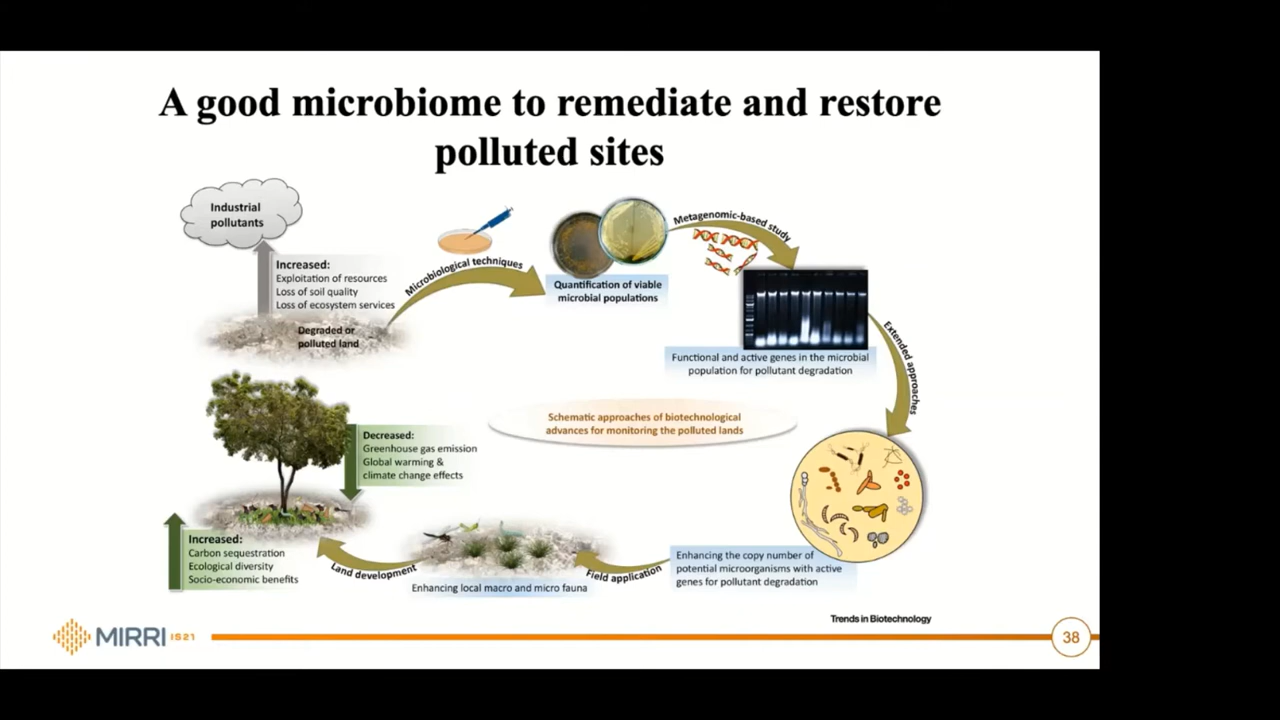 A good microbiome to remediate and restore
polluted sites
Industrial
pollutants
Increased:
Exploitation of resources
Loss of soil quality
Loss of ecosystem services
Degraded or
polluted land
Microbiological techniques
Quantification of viable
microbial populations
Metagenomic-based study
Functional and active genes in the microbial
population for pollutant degradation
Extended approaches
Schematic approaches of biotechnological
advances for monitoring the polluted lands
Enhancing the copy number of
potential microorganisms with active
genes for pollutant degradation
Field application
Enhancing local macro and micro fauna
Land development
Decreased:
Greenhouse gas emission
Global warming &
climate change effects
Increased:
Carbon sequestration
Ecological diversity
Socio-economic benefits
Trends in Biotechnology
MIRRI IS21
38